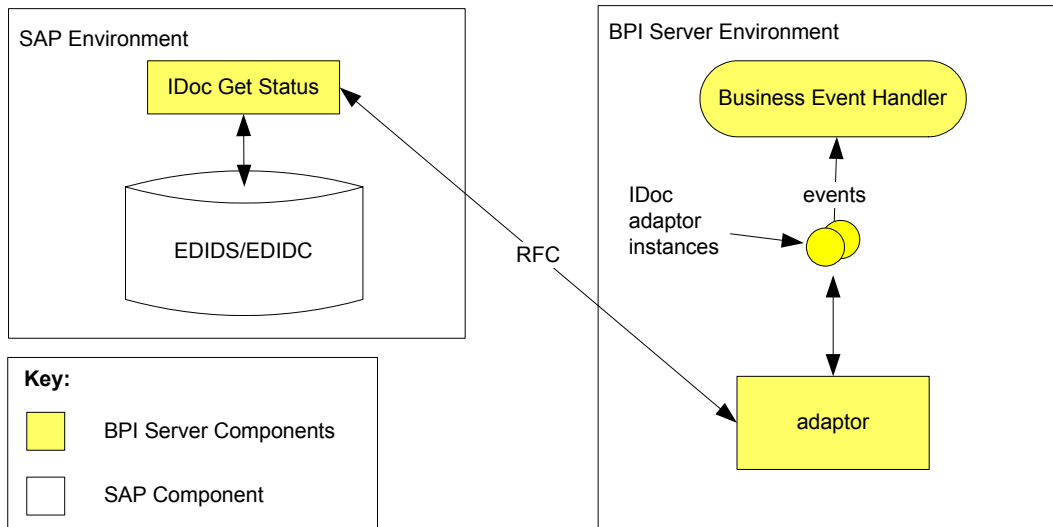 SAP Environment
IDoc Get Status
EDIDS/EDIDC
RFC
BPI Server Environment
Business Event Handler
events
IDoc
adaptor
instances
adaptor
Key:
BPI Server Components
SAP Component